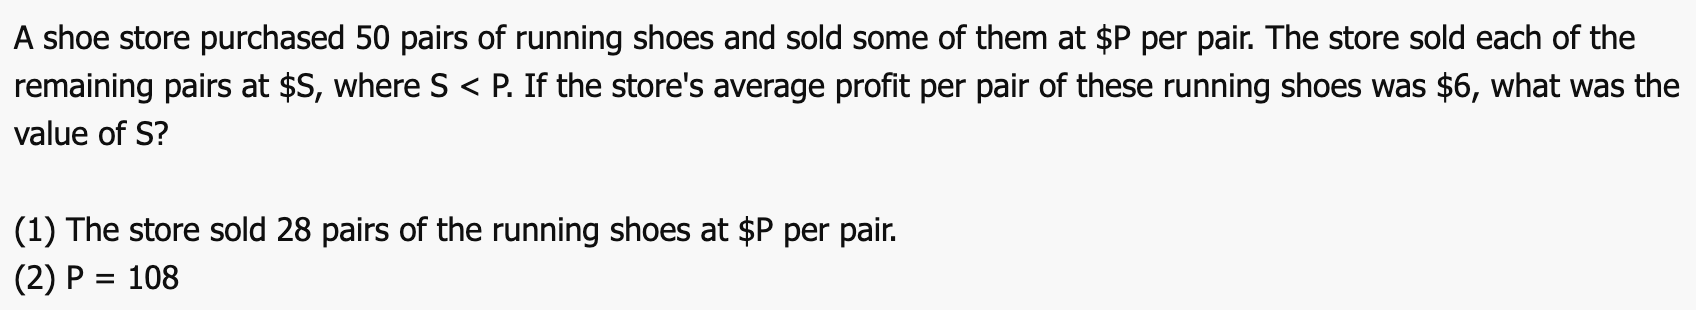 A shoe store purchased 50 pairs of running shoes and sold some of them at $P per pair. The store sold each of the
remaining pairs at $S, where S < P. If the store's average profit per pair of these running shoes was $6, what was the
value of S?
(1) The store sold 28 pairs of the running shoes at $P per pair.
(2) P = 108